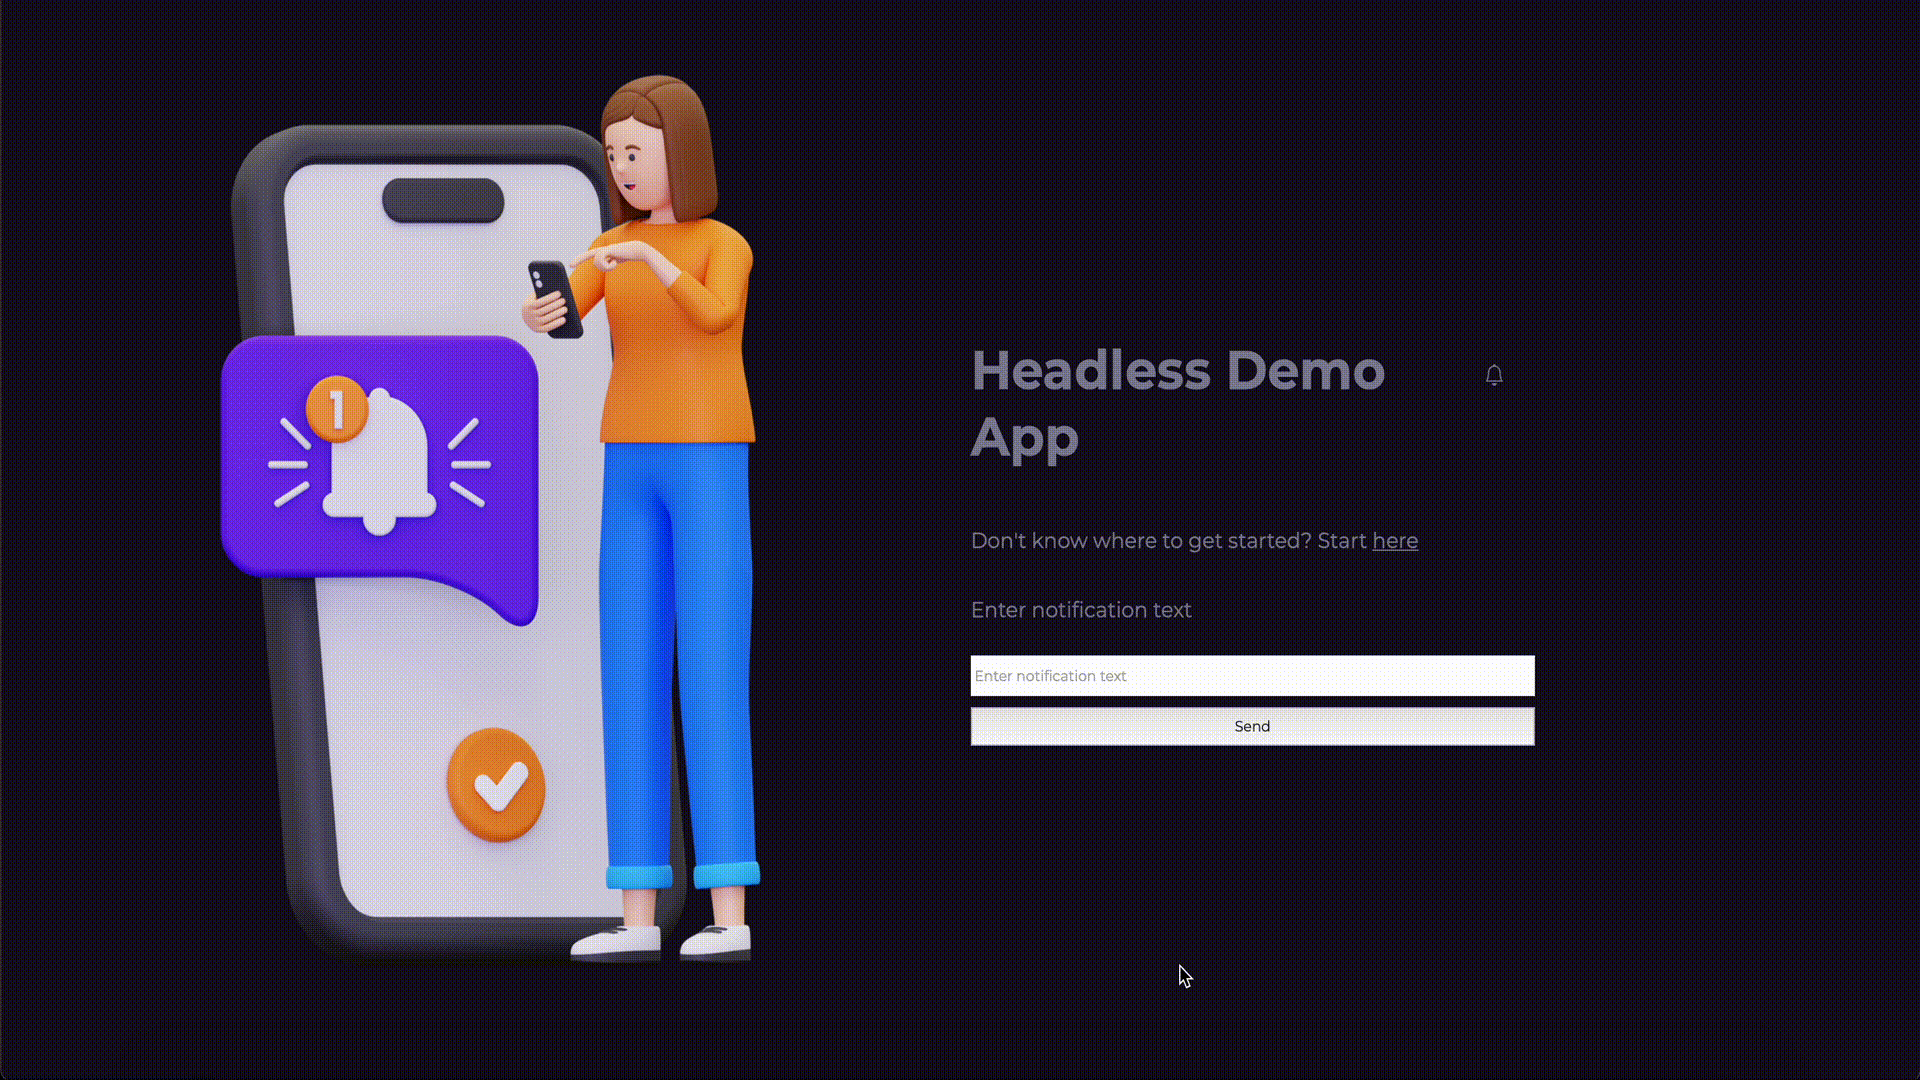 1
Headless Demo
App
Don't know where to get started? Start here
Enter notification text
Enter notification text
Send